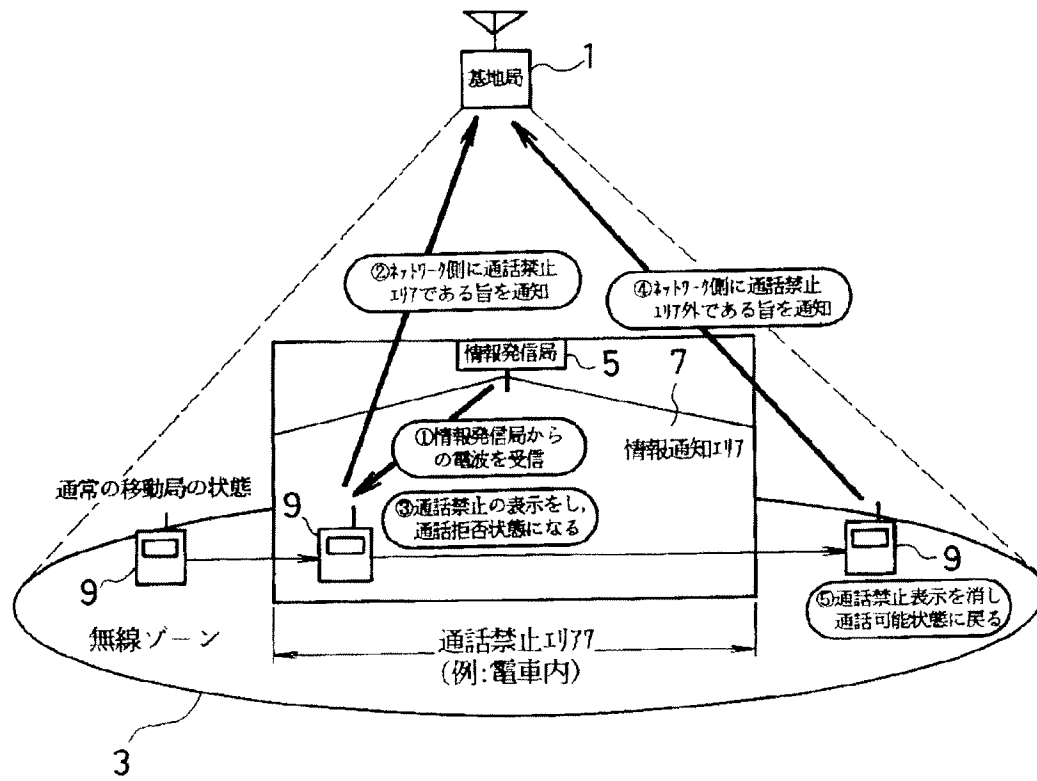 基地局
1
②ネットワーク側に通話禁止
エリアである旨を通知
④ネットワーク側に通話禁止
エリア外である旨を通知
情報発信局
5
7
①情報発信局から
の電波を受信
情報通知エリア
通常の移動局の状態
9
③通話禁止の表示をし,
通話拒否状態になる
9
9
⑤通話禁止表示を消し
通話可能状態に戻る
無線ゾーン
通話禁止エリア7
(例:電車内)
3